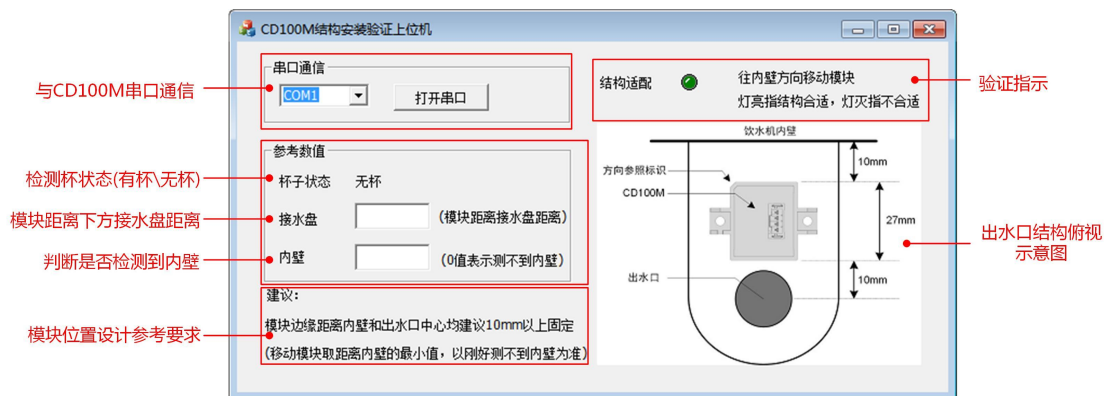 CD100M结构安装验证上位机
串口通信
COM1
打开串口
结构适配
往内壁方向移动模块
灯亮指结构合适，灯灭指不合适
与CD100M串口通信
验证指示
参考数值
杯子状态 无杯
接水盘 （模块距离接水盘距离）
内壁 （0值表示测不到内壁）
检测杯状态(有杯\无杯)
模块距离下方接水盘距离
判断是否检测到内壁
饮水机内壁
方向参照标识
CD100M
出水口
10mm
27mm
10mm
出水口结构俯视
示意图
建议：
模块边缘距离内壁和出水口中心均建议10mm以上固定
(移动模块取距离内壁的最小值，以刚好测不到内壁为准)
模块位置设计参考要求